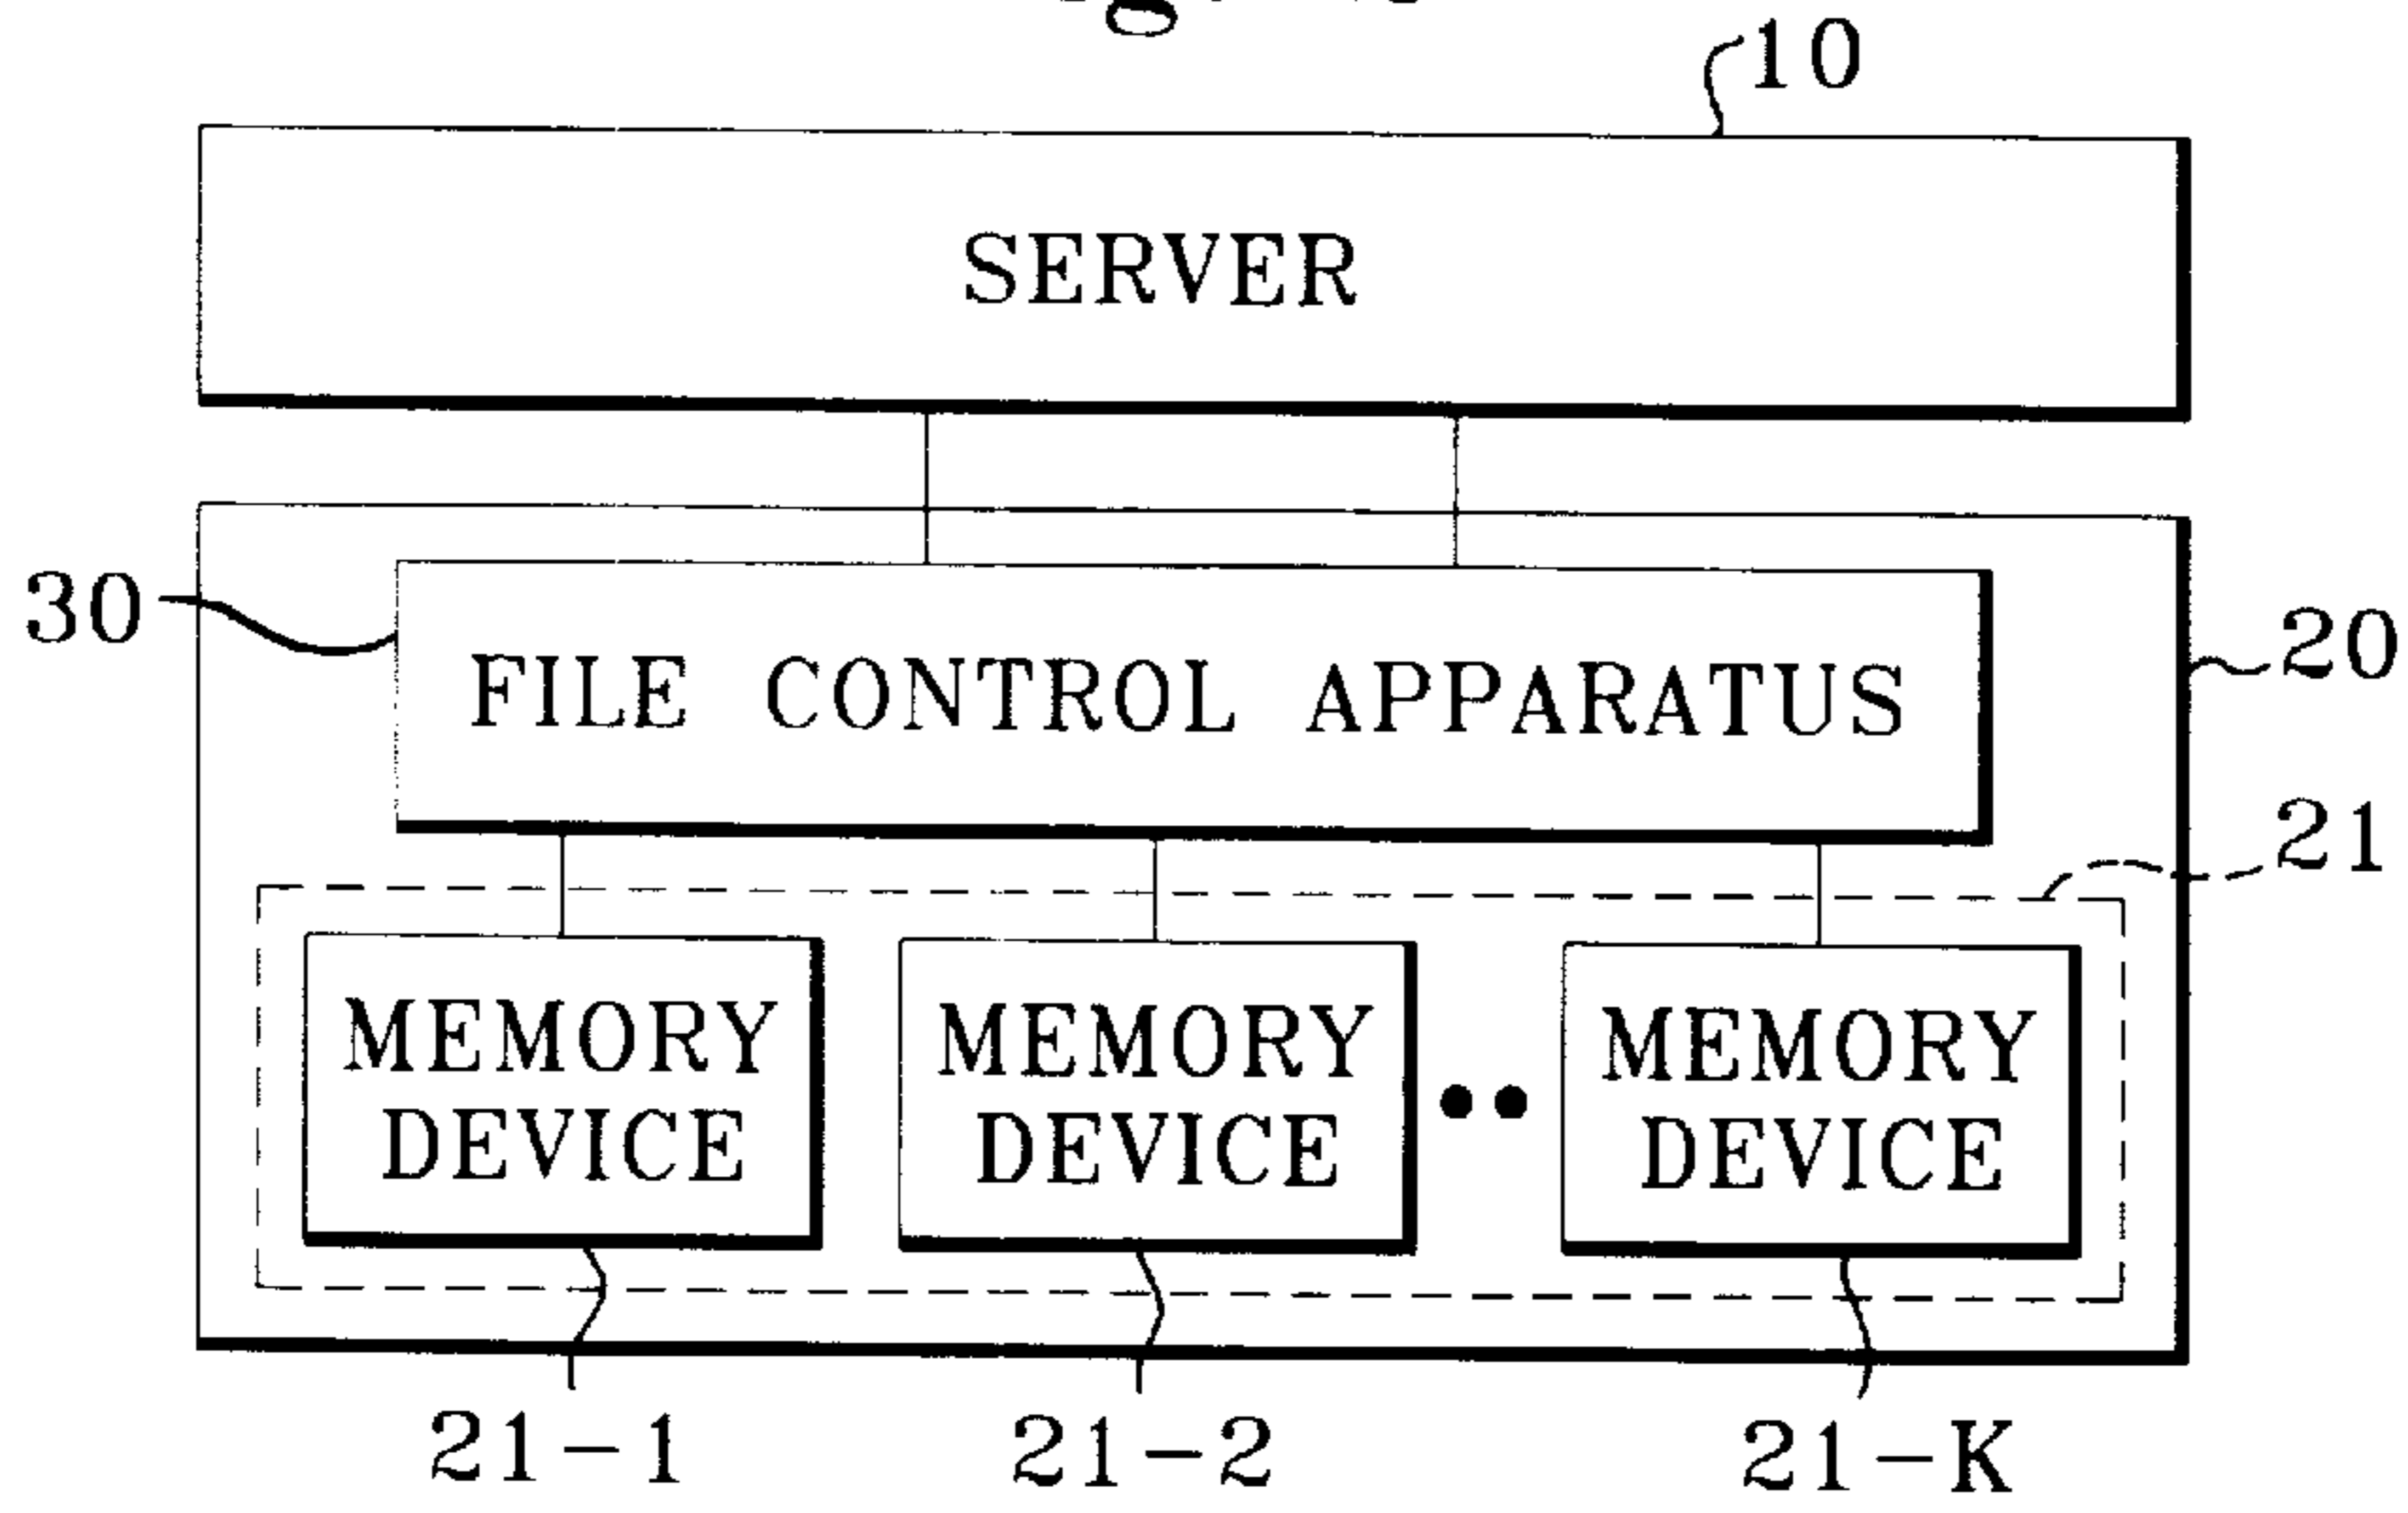 10
SERVER
30
FILE CONTROL APPARATUS
20
21
MEMORY DEVICE
MEMORY DEVICE
MEMORY DEVICE
21-1
21-2
21-K